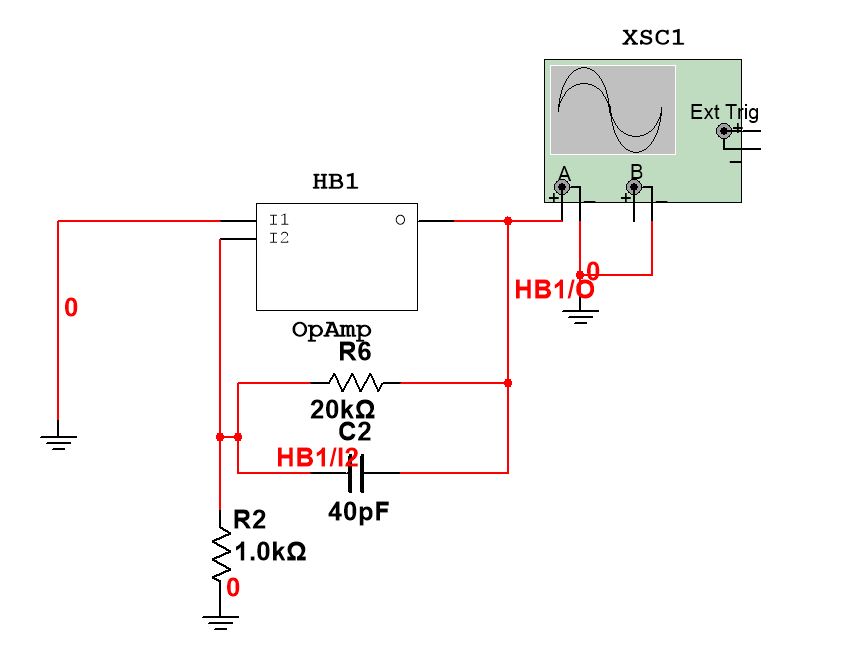 XSC1
Ext Trig
+
_
A
B
+
_
+
_
HB1
I1
I2
O
0
0
HB1/O
OpAmp
R6
20kΩ
C2
HB1/I2
40pF
R2
1.0kΩ
0